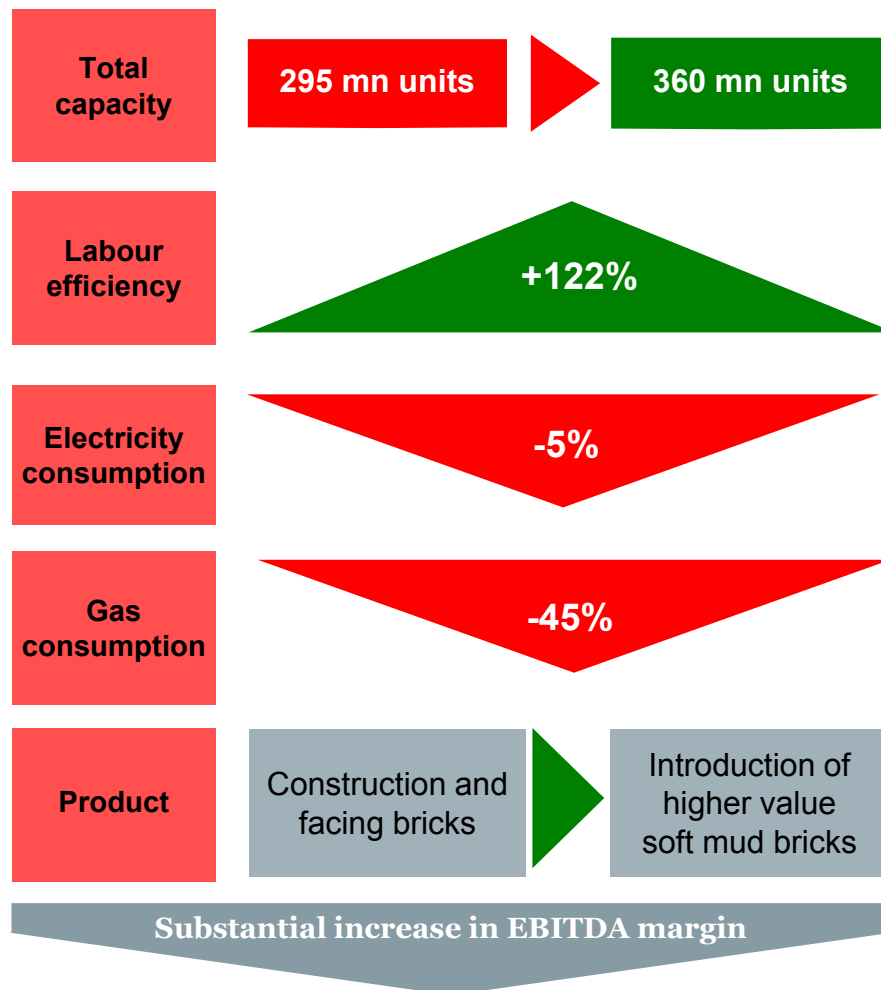 Total
capacity
295 mn units
360 mn units
Labour
efficiency
+122%
Electricity
consumption
-5%
Gas
consumption
-45%
Product
Construction and
facing bricks
Introduction of
higher value
soft mud bricks
Substantial increase in EBITDA margin